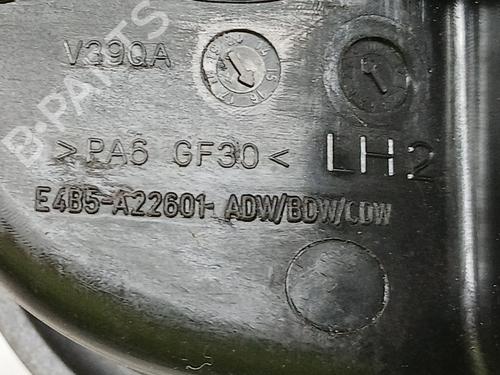 V39QA
>PA6 GF30< LH2
E4B5-A22601- ADW/BDW/CDW
B-PARTS